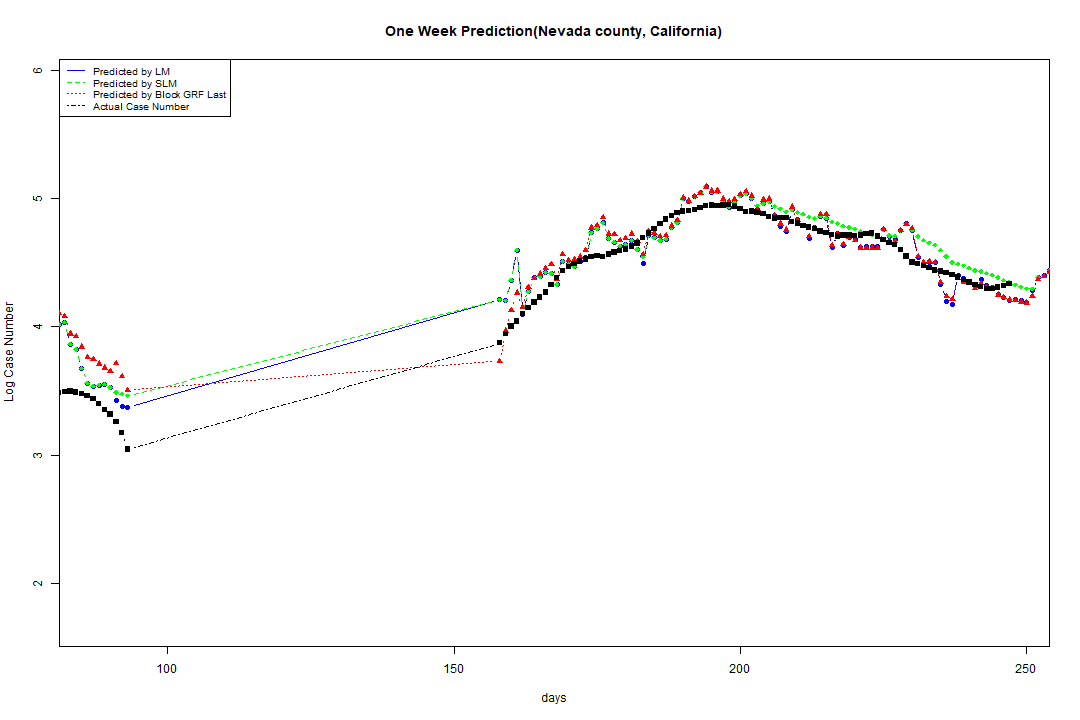 One Week Prediction(Nevada county, California)
Predicted by LM
Predicted by SLM
Predicted by Block GRF Last
Actual Case Number
6
5
4
3
2
Log Case Number
100
150
200
250
days